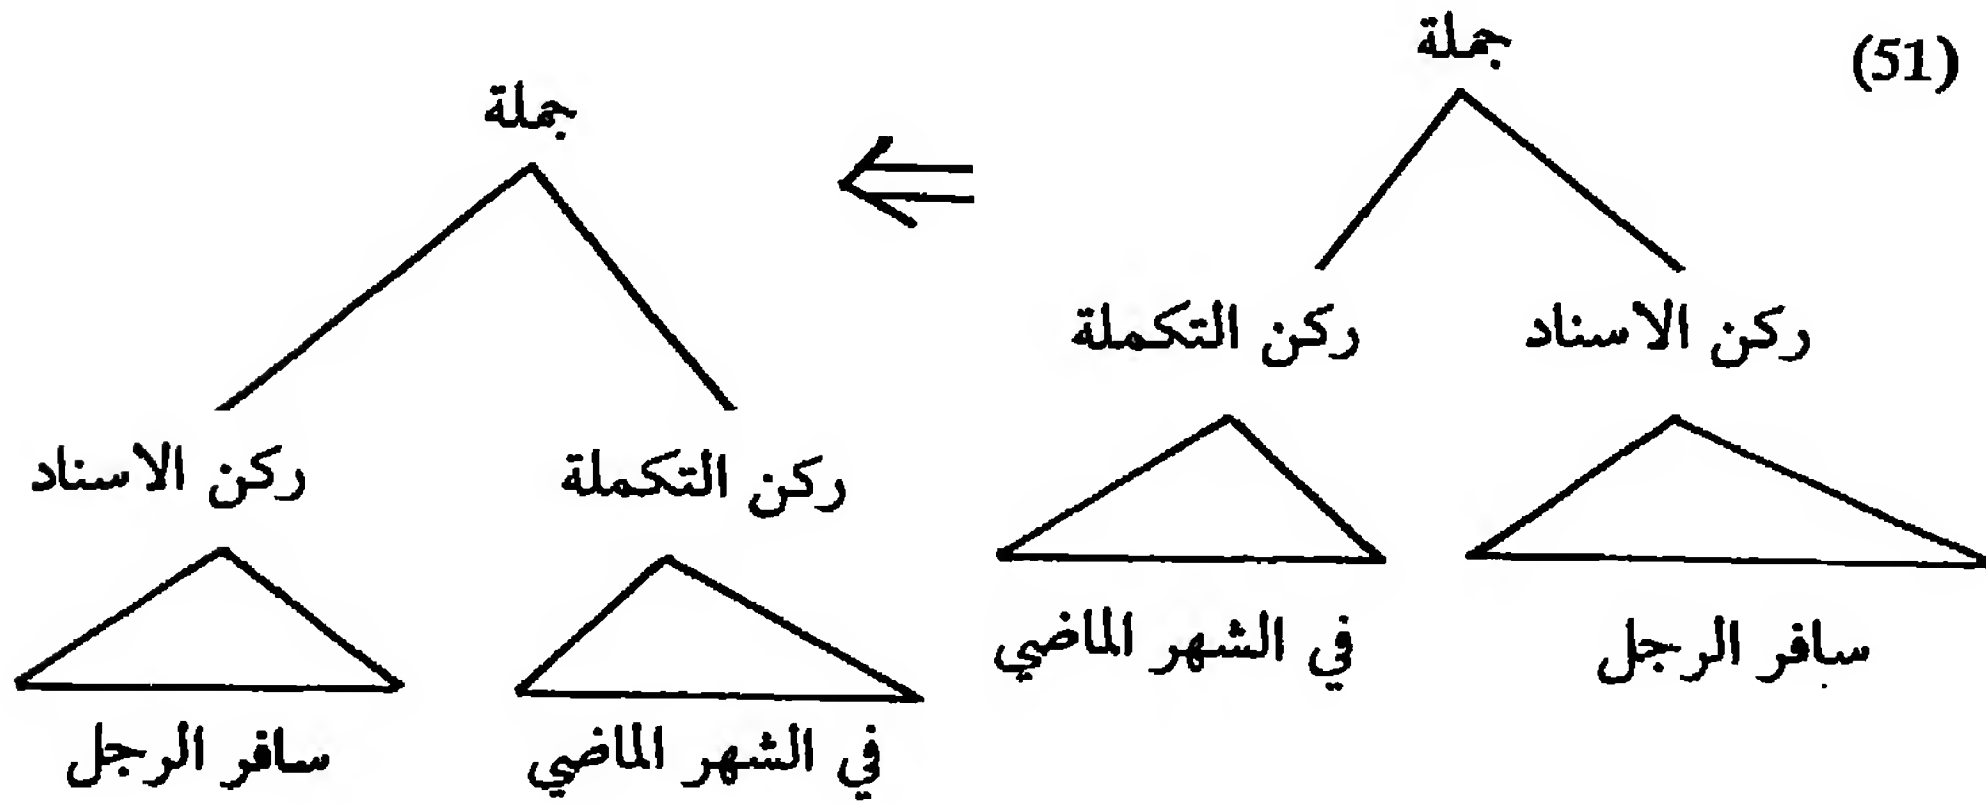 (51)
جملة
جملة
ركن الاسناد
ركن التكملة
ركن التكملة
ركن الاسناد
سافر الرجل
في الشهر الماضي
في الشهر الماضي
سافر الرجل